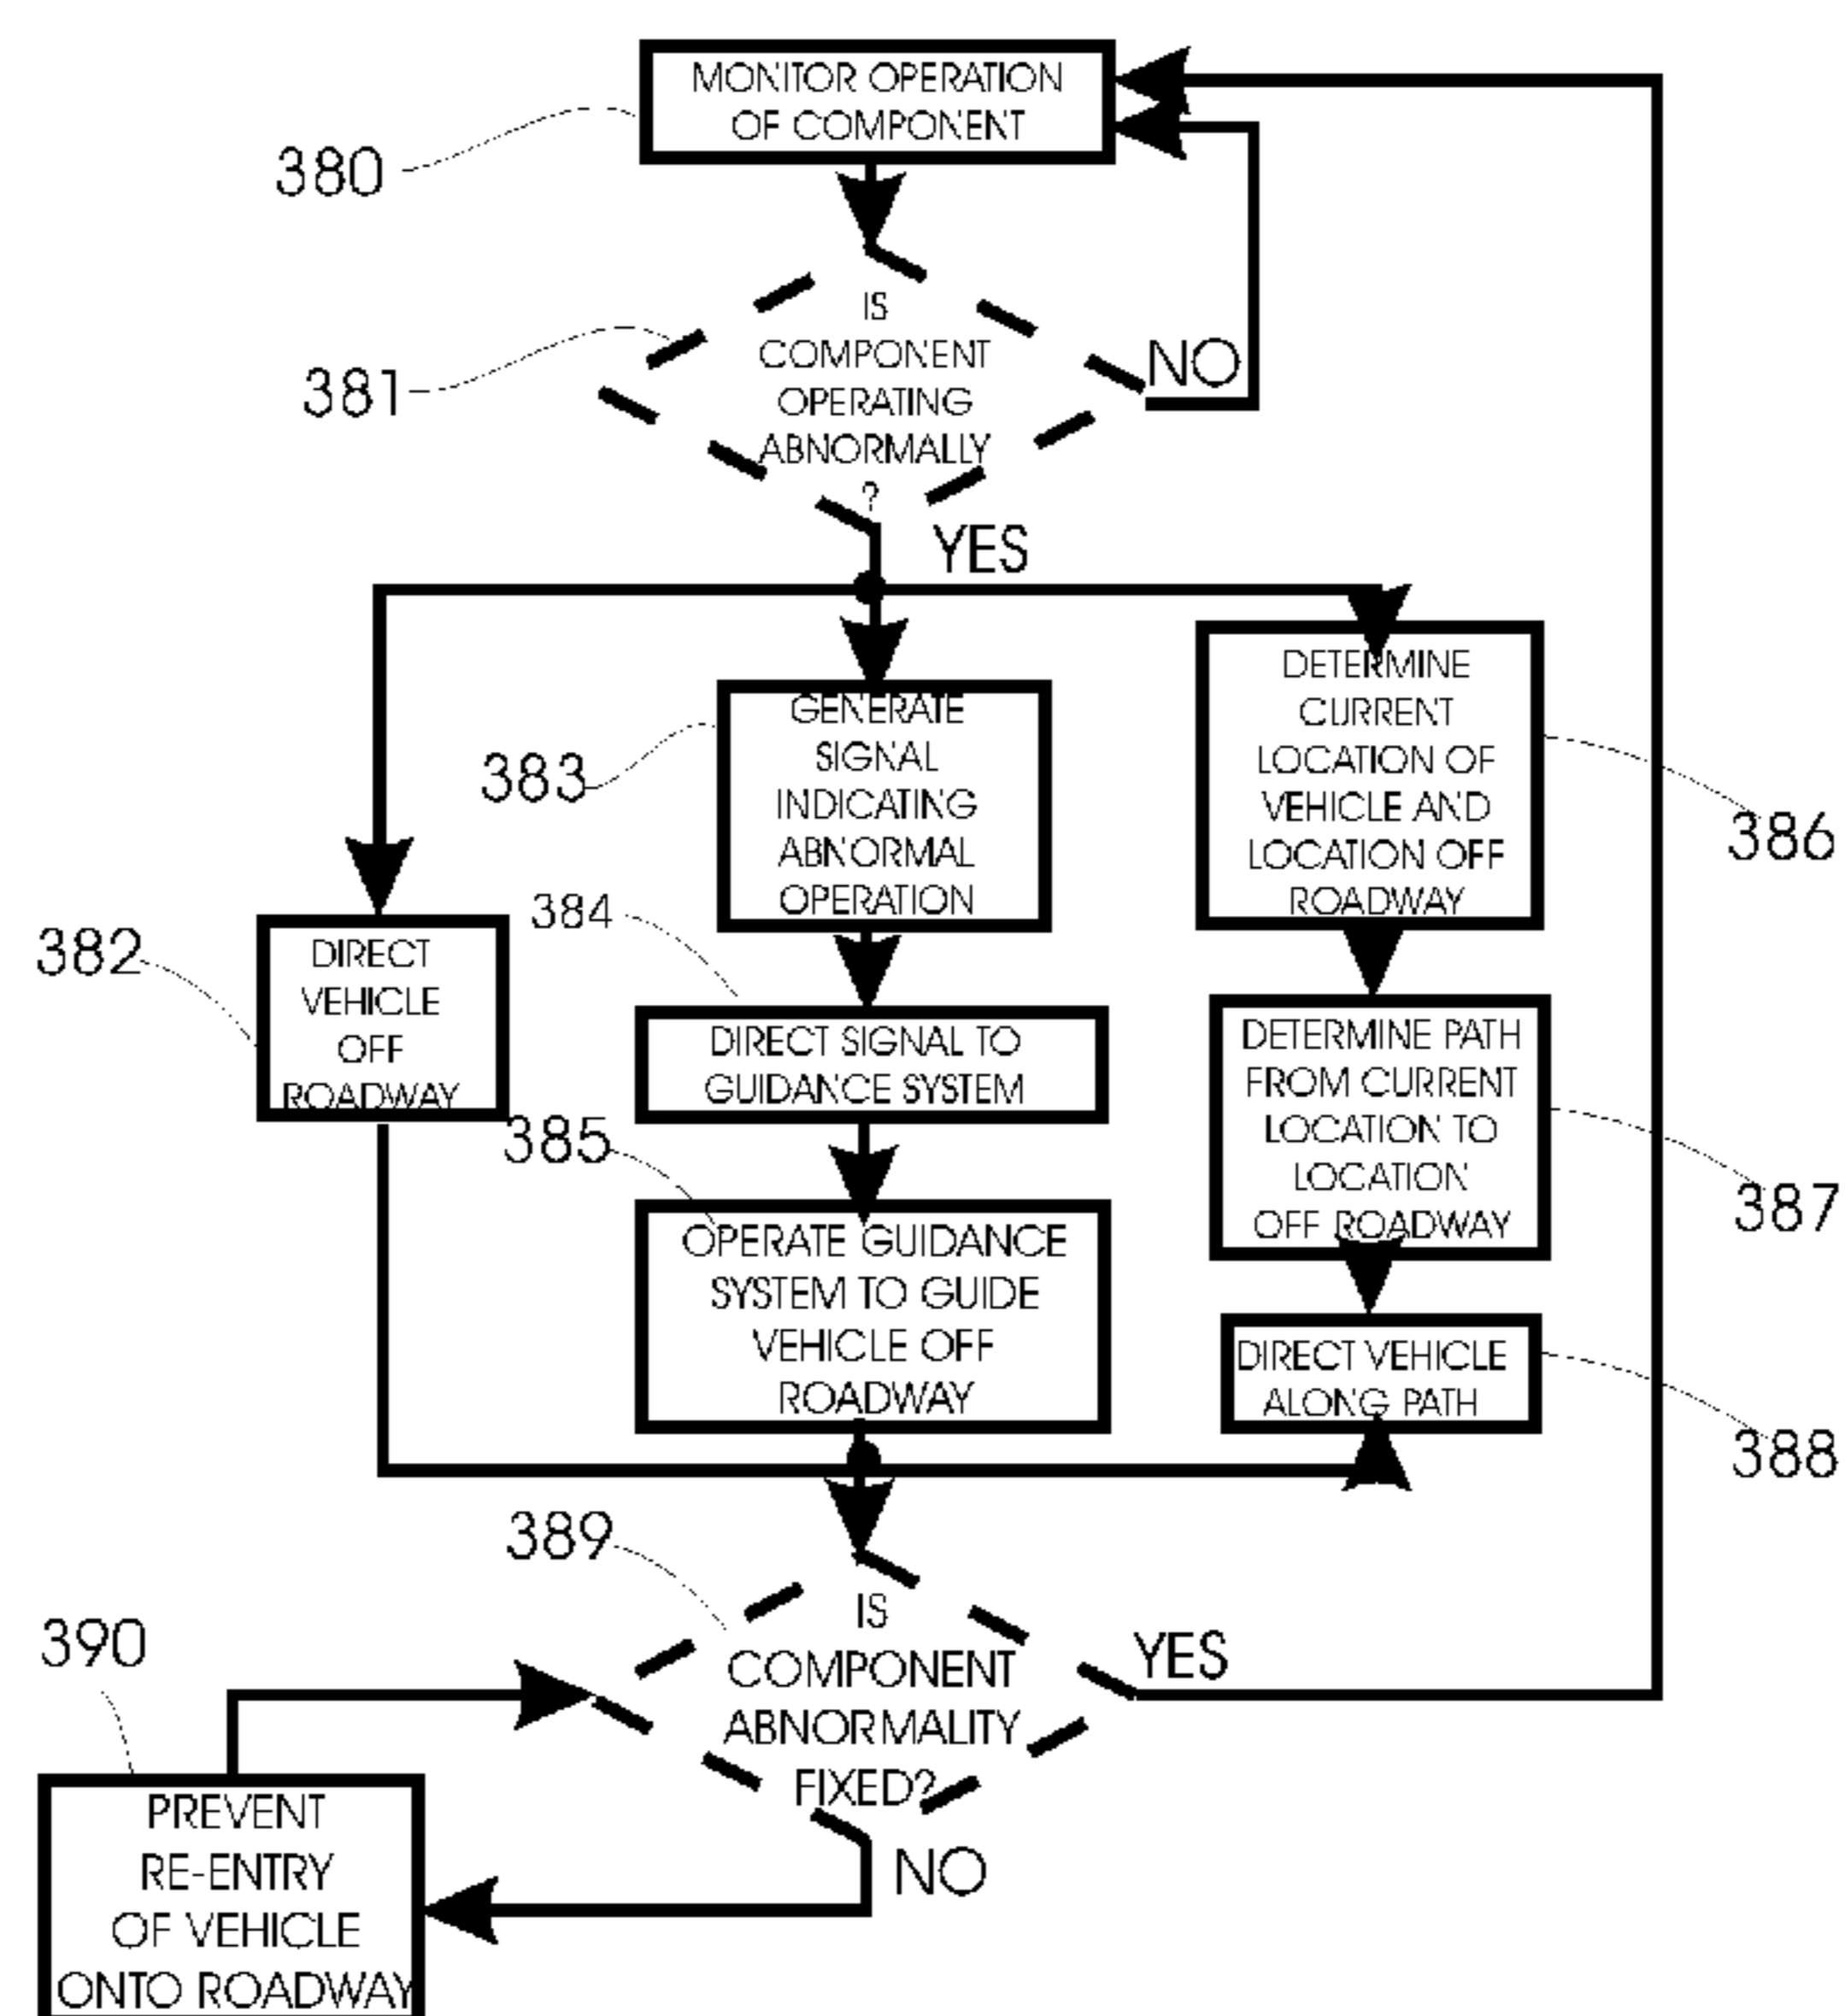 MONITOR OPERATION
OF COMPONENT
380
IS
COMPONENT
OPERATING
ABNORMALLY
?
381
NO
YES
GENERATE
SIGNAL
INDICATING
ABNORMAL
OPERATION
383
DETERMINE
CURRENT
LOCATION OF
VEHICLE AND
LOCATION OFF
ROADWAY
386
DIRECT
VEHICLE
OFF
ROADWAY
382
384
DIRECT SIGNAL TO
GUIDANCE SYSTEM
DETERMINE PATH
FROM CURRENT
LOCATION TO
LOCATION
OFF ROADWAY
387
385
OPERATE GUIDANCE
SYSTEM TO GUIDE
VEHICLE OFF
ROADWAY
DIRECT VEHICLE
ALONG PATH
388
389
IS
COMPONENT
ABNORMALITY
FIXED?
YES
NO
390
PREVENT
RE-ENTRY
OF VEHICLE
ONTO ROADWAY